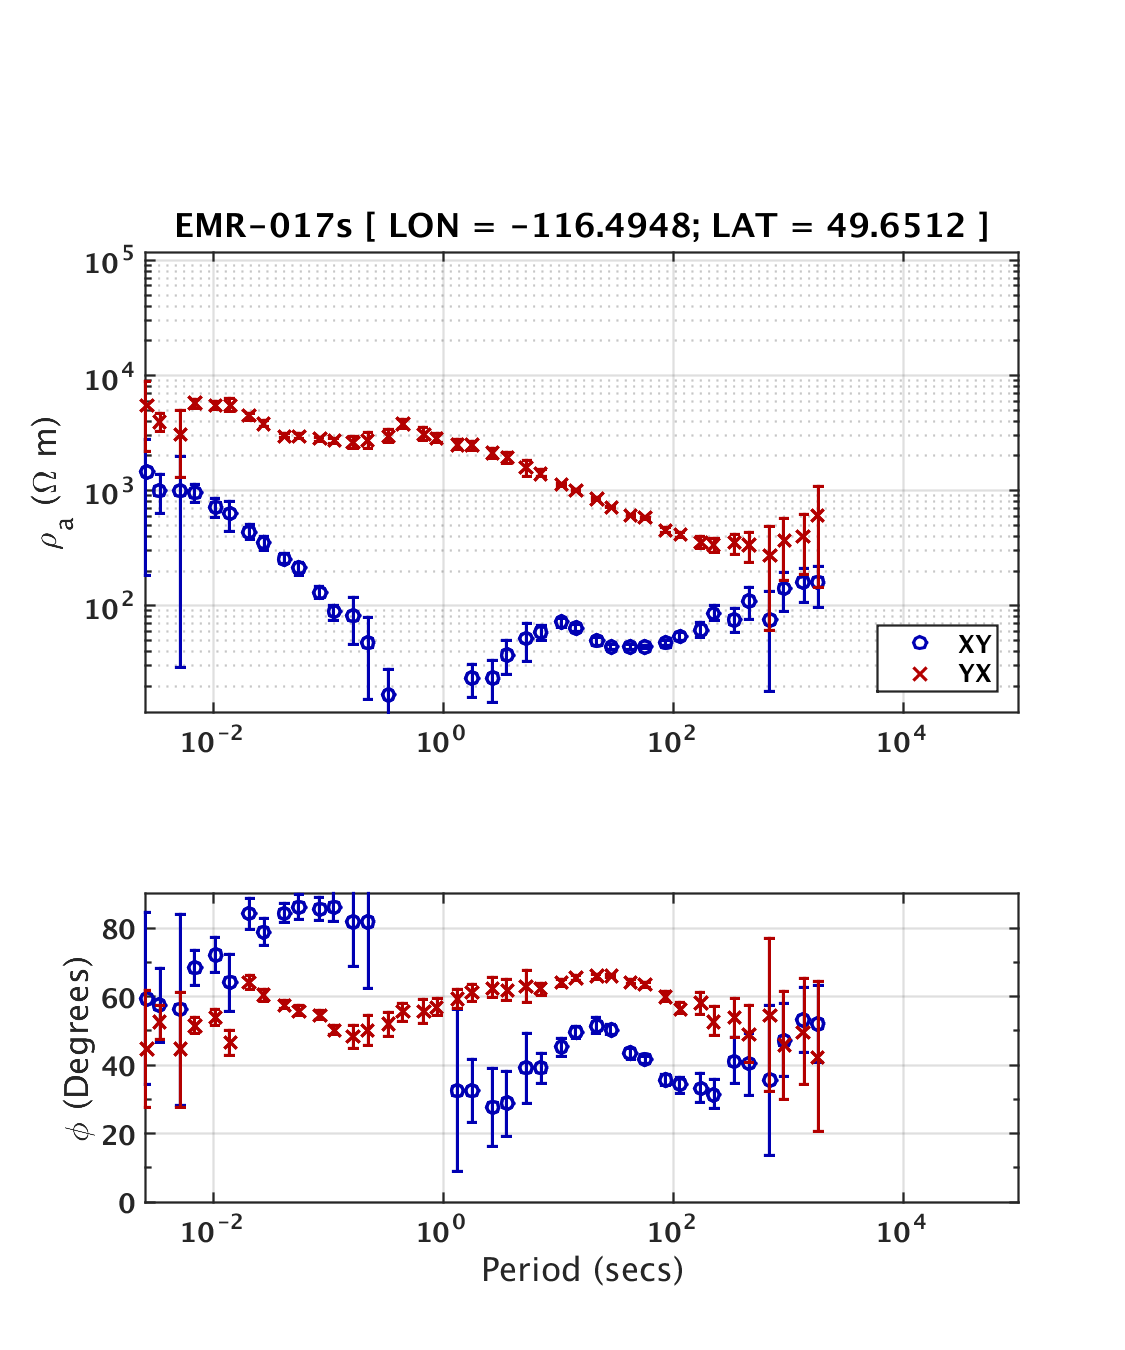 EMR-017s [ LON = -116.4948; LAT = 49.6512 ]
10^5
10^4
10^3
10^2
ρ_a (Ω m)
XY
YX
10^-2 10^0 10^2 10^4
80
60
40
20
0
ϕ (Degrees)
10^-2 10^0 10^2 10^4
Period (secs)